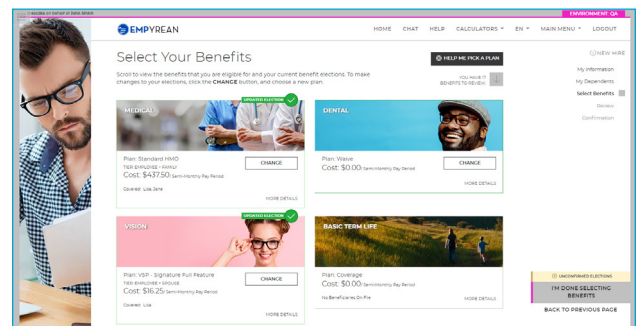 ENVIRONMENT: QA
EMPYREAN
HOME CHAT HELP CALCULATORS EN MAIN MENU LOGOUT
Select Your Benefits
HELP ME PICK A PLAN
NEW HIRE
Scroll to view the benefits that you are eligible for and your current benefit elections. To make
changes to your elections, click the CHANGE button, and choose a new
plan.
YOU HAVE 17
BENEFITS TO REVIEW.
My Information
My Dependents
Select Benefits
Review
Confirmation
UPDATED ELECTION
MEDICAL
Plan: Standard HMO
TIER: EMPLOYEE + FAMILY
Cost: $437.50/ Semi-Monthly Pay Period
Covered: Lisa, Jane
CHANGE
MORE DETAILS
DENTAL
Plan: Waive
Cost: $0.00/ Semi-Monthly Pay Period
CHANGE
MORE DETAILS
UPDATED ELECTION
VISION
Plan: VSP - Signature Full Feature
TIER: EMPLOYEE + SPOUSE
Cost: $16.25/ Semi-Monthly Pay Period
Covered: Lisa
CHANGE
MORE DETAILS
BASIC TERM LIFE
Plan: Coverage
Cost: $0.00/ Semi-Monthly Pay Period
No Beneficiaries On File
MORE DETAILS
UNCONFIRMED ELECTIONS
I'M DONE SELECTING
BENEFITS
BACK TO PREVIOUS PAGE